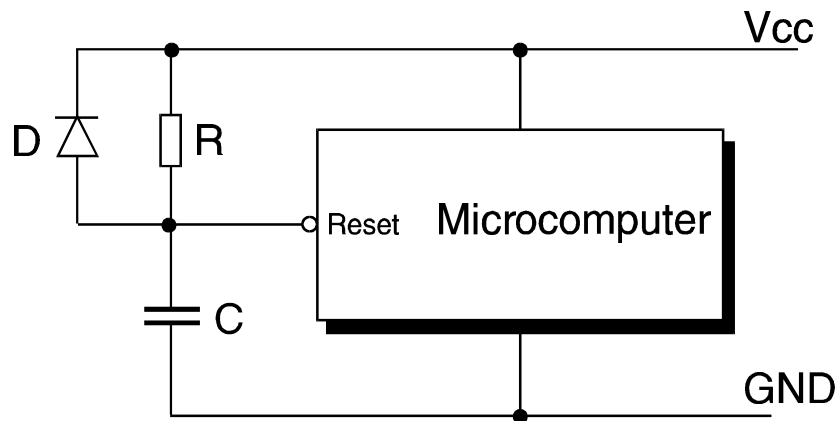 Vcc
D
R
Reset
Microcomputer
C
GND